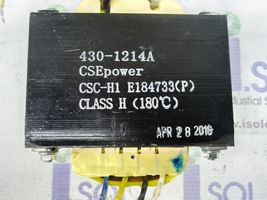 430-1214A
CSEpower
CSC-H1 E184733(P)
CLASS H (180℃)
APR 28 2016